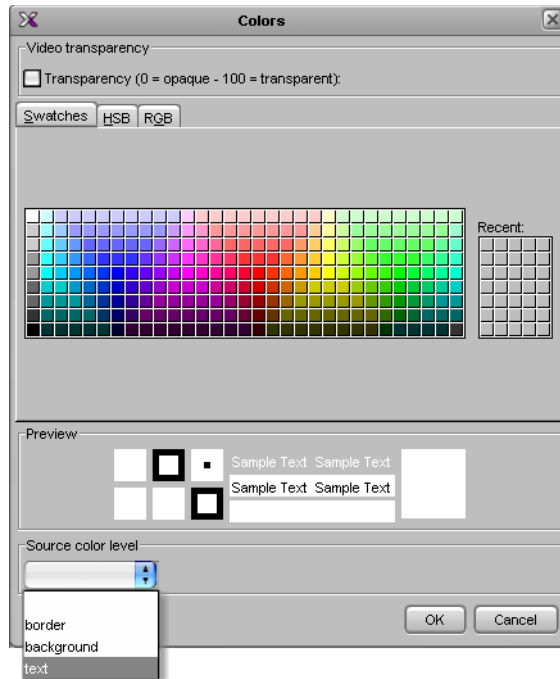 Colors
Video transparency
Transparency (0 = opaque - 100 = transparent):
Swatches HSB RGB
Recent:
Preview
Sample Text Sample Text
Sample Text Sample Text
Source color level
border
background
text
OK Cancel